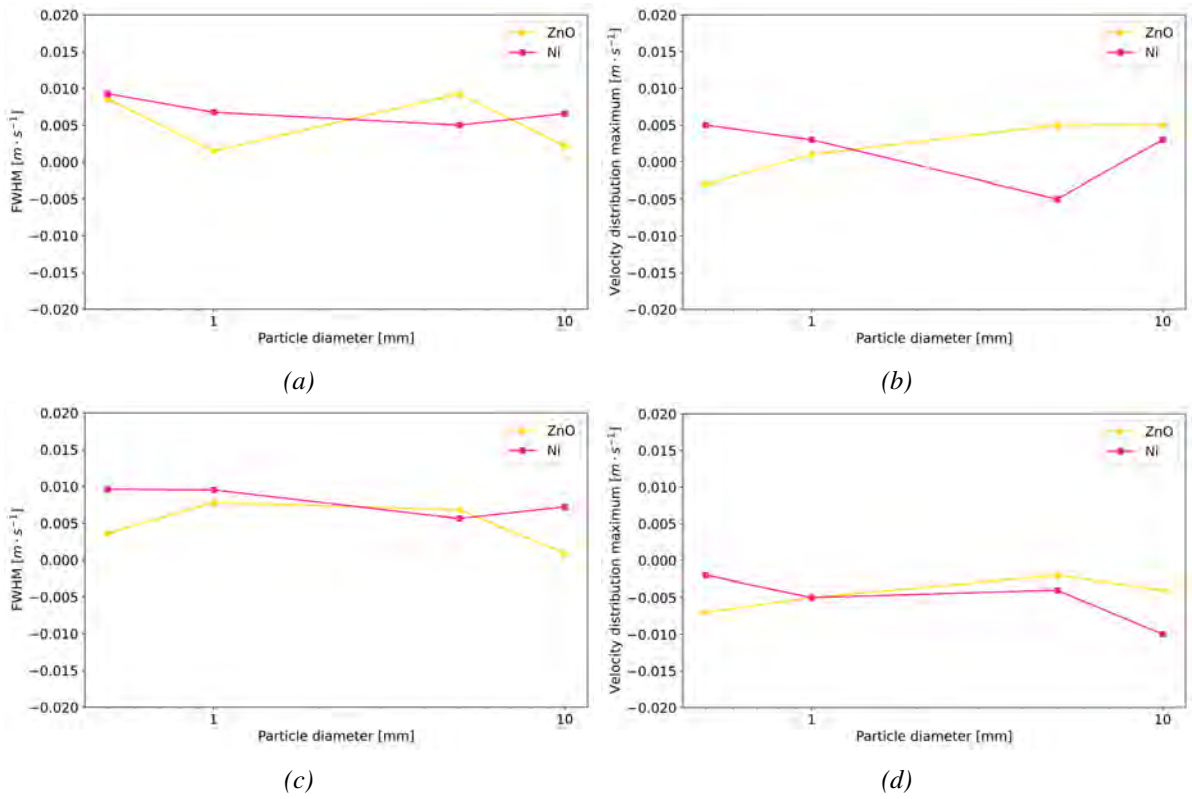 0.020
0.015
0.010
0.005
0.000
−0.005
−0.010
−0.015
−0.020
FWHM [m · s⁻¹]
ZnO
Ni
1
10
Particle diameter [mm]
(a)
0.020
0.015
0.010
0.005
0.000
−0.005
−0.010
−0.015
−0.020
Velocity distribution maximum [m · s⁻¹]
ZnO
Ni
1
10
Particle diameter [mm]
(b)
0.020
0.015
0.010
0.005
0.000
−0.005
−0.010
−0.015
−0.020
FWHM [m · s⁻¹]
ZnO
Ni
1
10
Particle diameter [mm]
(c)
0.020
0.015
0.010
0.005
0.000
−0.005
−0.010
−0.015
−0.020
Velocity distribution maximum [m · s⁻¹]
ZnO
Ni
1
10
Particle diameter [mm]
(d)